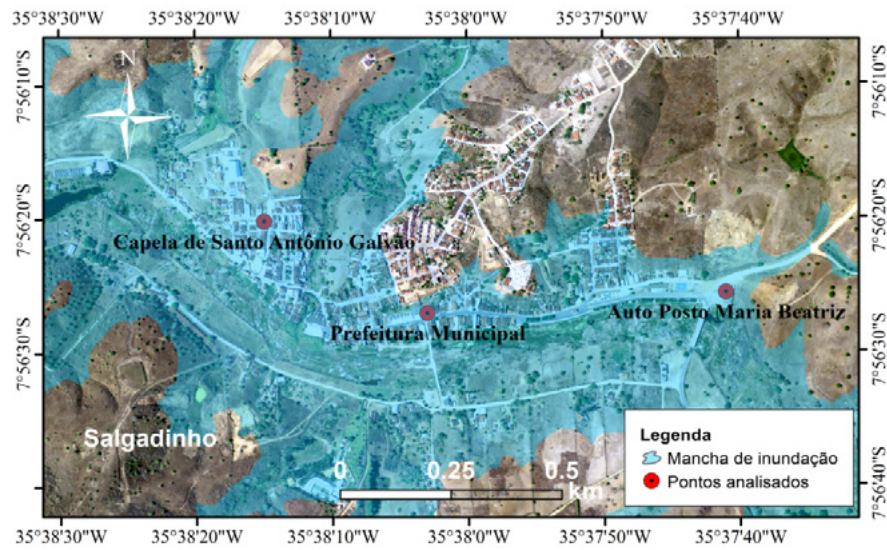 35°38'30"W 35°38'20"W 35°38'10"W 35°38'0"W 35°37'50"W 35°37'40"W
7°56'10"S
7°56'20"S
7°56'30"S
7°56'10"S
7°56'20"S
7°56'30"S
7°56'40"S
N
Capela de Santo Antônio Galvão
Auto Posto Maria Beatriz
Prefeitura Municipal
Salgadinho
0 0.25 0.5
km
Legenda
Mancha de inundação
Pontos analisados
35°38'30"W 35°38'20"W 35°38'10"W 35°38'0"W 35°37'50"W 35°37'40"W